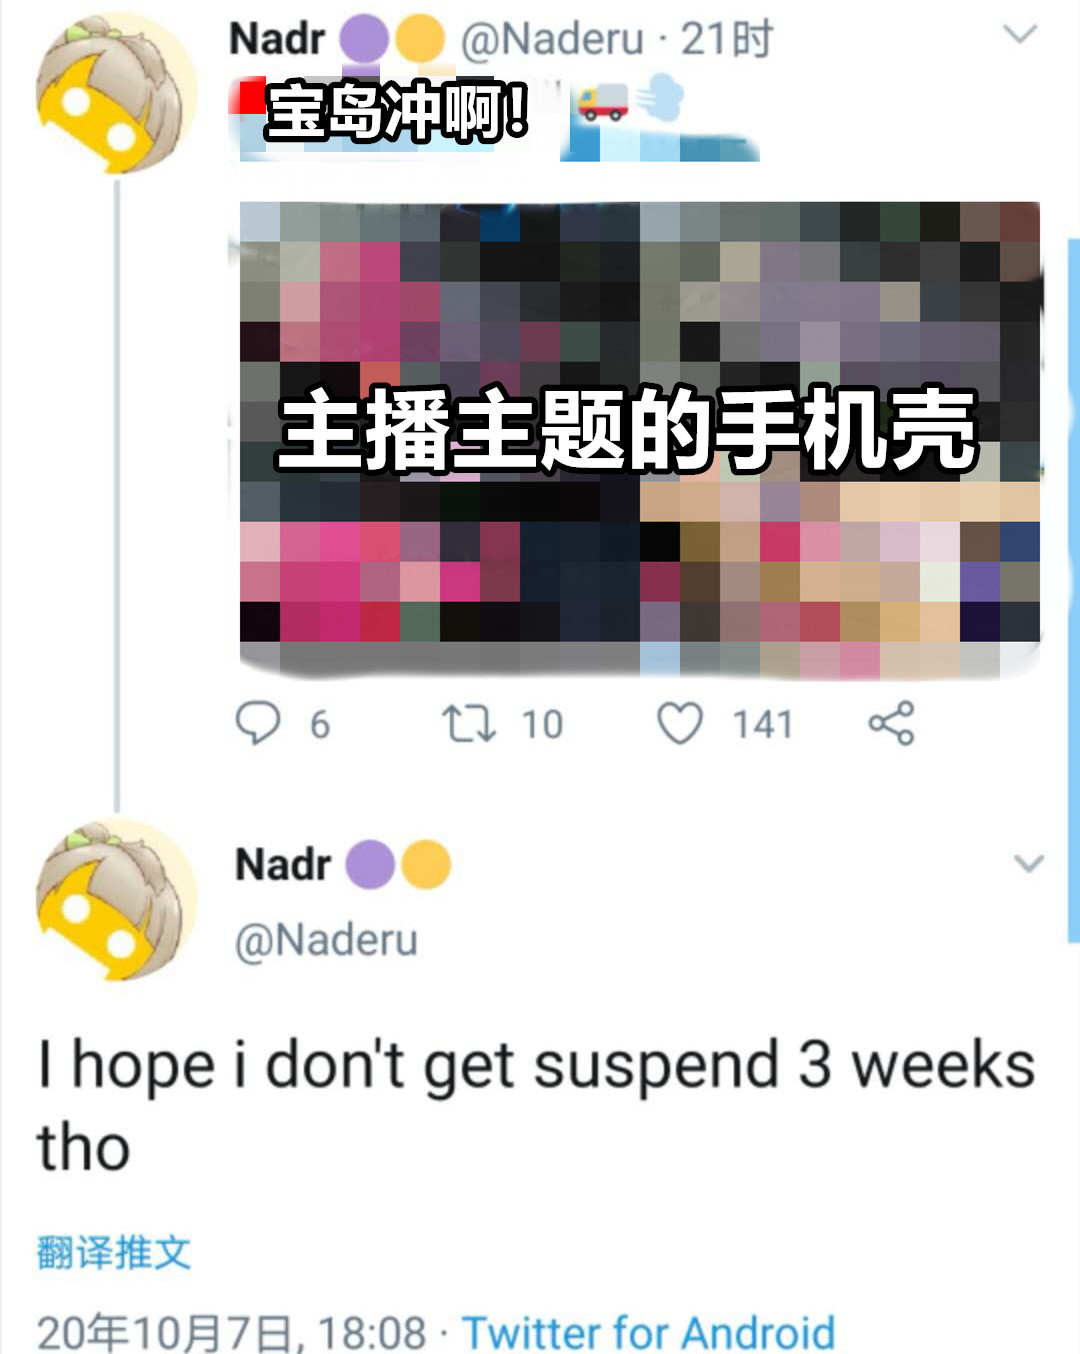 Nadr @Naderu · 21时
宝岛冲啊!
主播主题的手机壳
6 10 141
Nadr
@Naderu
I hope i don't get suspend 3 weeks
tho
翻译推文
20年10月7日, 18:08 · Twitter for Android